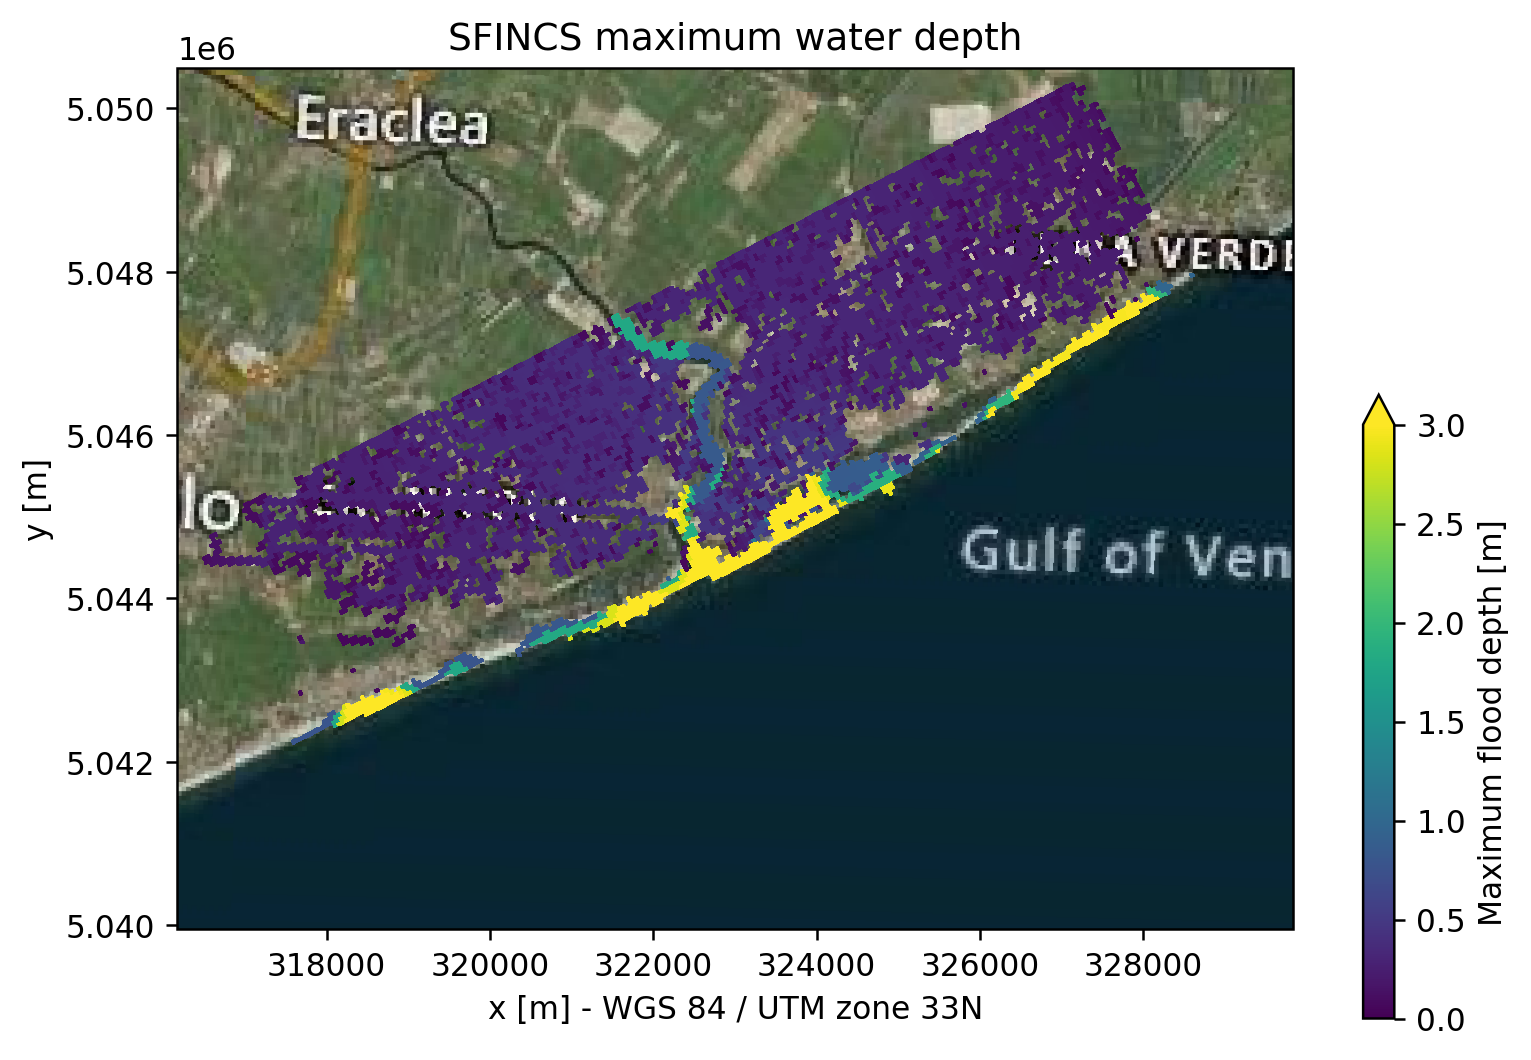 SFINCS maximum water depth
1e6
5.050
5.048
5.046
5.044
5.042
5.040
y [m]
Eraclea
A VERDE
lo
Gulf of Ven
318000 320000 322000 324000 326000 328000
x [m] - WGS 84 / UTM zone 33N
3.0
2.5
2.0
1.5
1.0
0.5
0.0
Maximum flood depth [m]